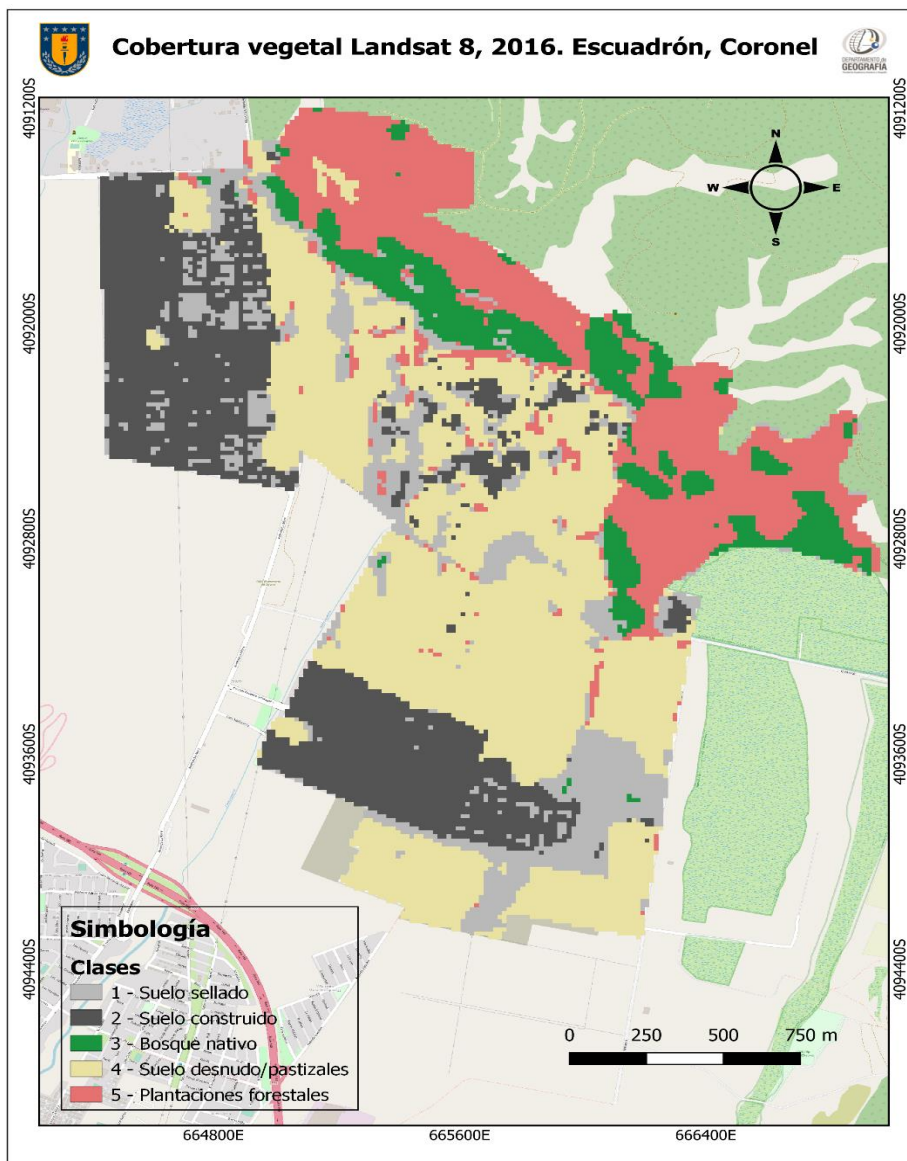 Cobertura vegetal Landsat 8, 2016. Escuadrón, Coronel
DEPARTAMENTO de
GEOGRAFÍA
4091200S
4091200S
N
W
E
S
4092000S
4092000S
4092800S
4092800S
4093600S
4093600S
4094400S
4094400S
Simbología
Clases
1 - Suelo sellado
2 - Suelo construido
3 - Bosque nativo
4 - Suelo desnudo/pastizales
5 - Plantaciones forestales
0 250 500 750 m
664800E
665600E
666400E